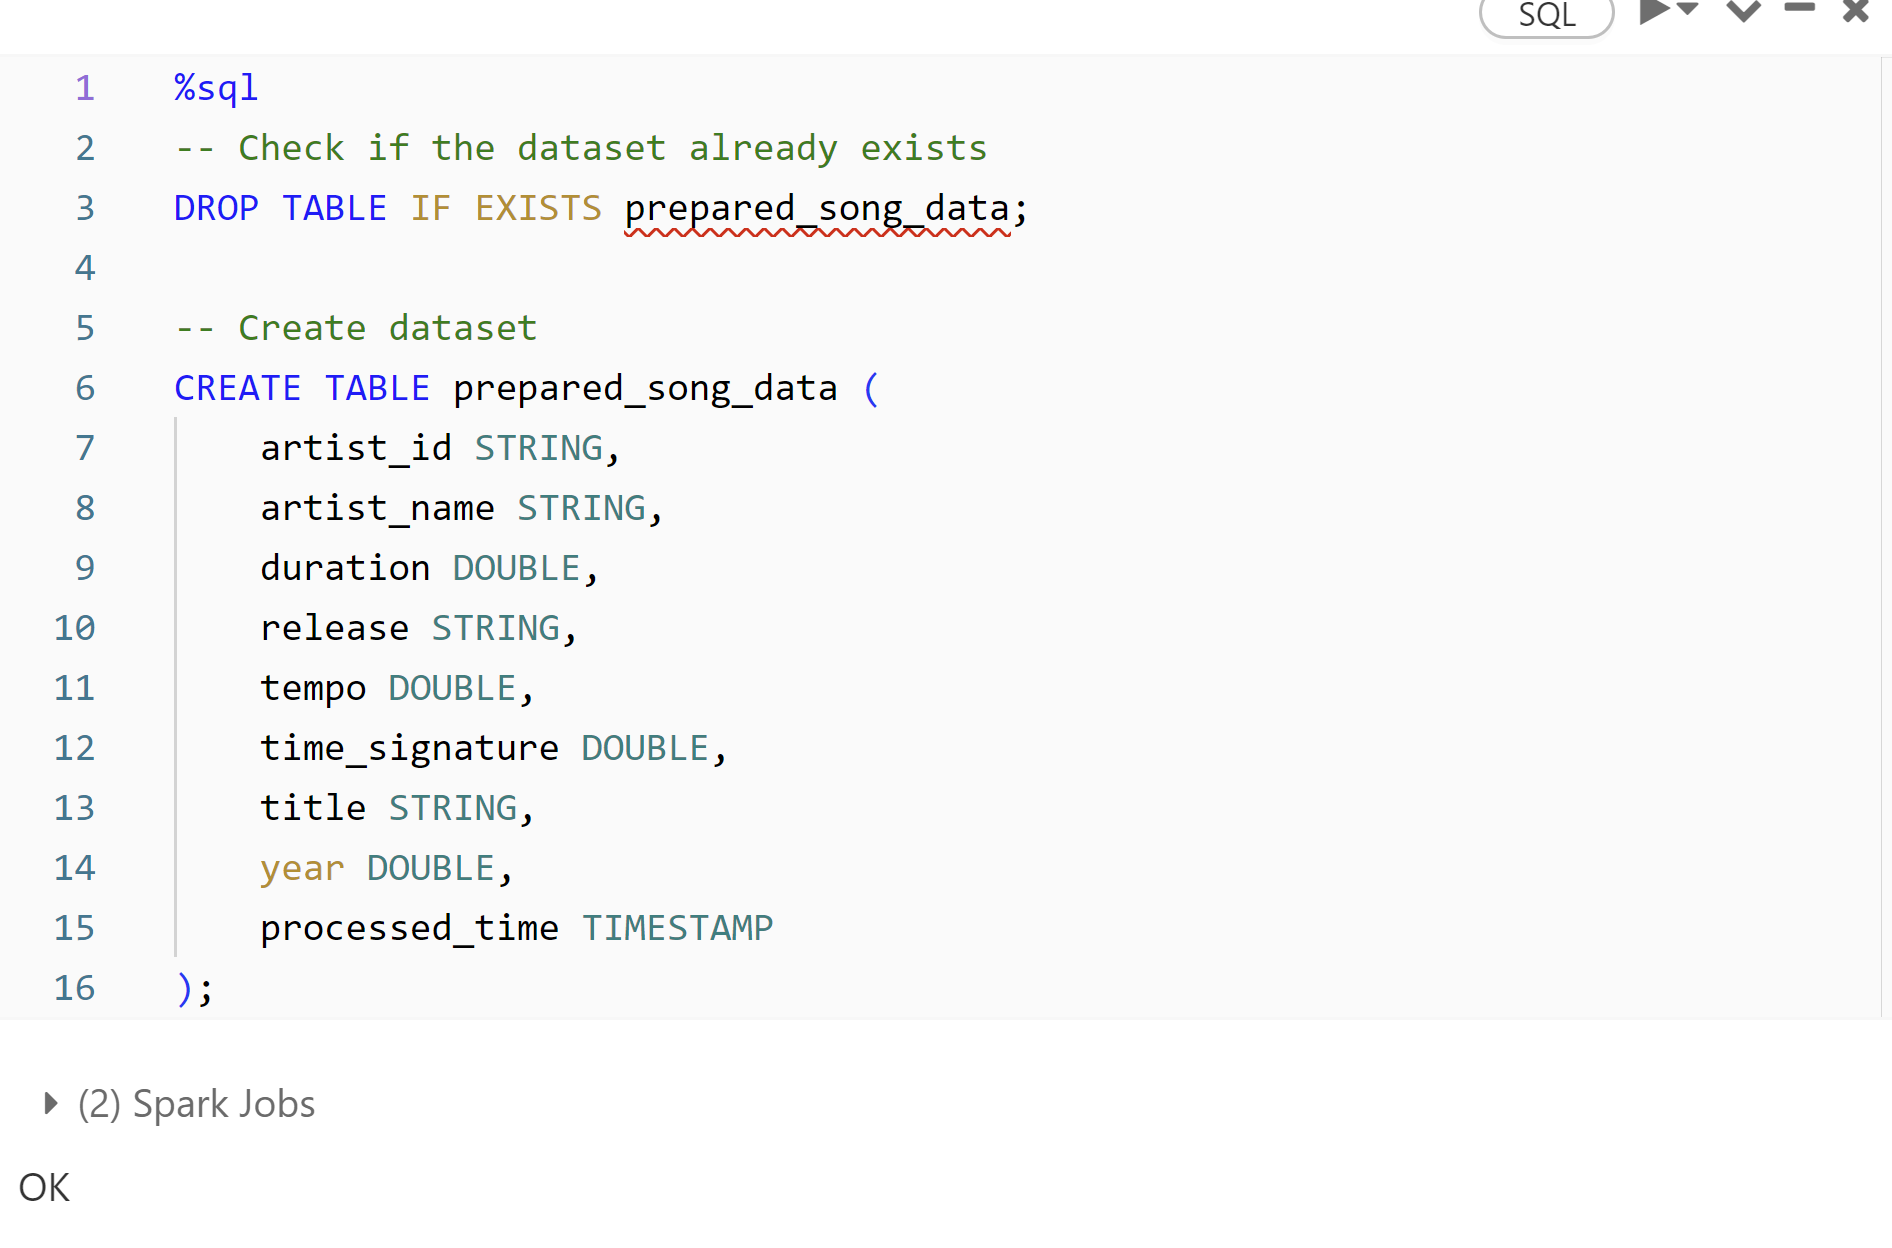 SQL
1 %sql
2 -- Check if the dataset already exists
3 DROP TABLE IF EXISTS prepared_song_data;
4
5 -- Create dataset
6 CREATE TABLE prepared_song_data (
7 artist_id STRING,
8 artist_name STRING,
9 duration DOUBLE,
10 release STRING,
11 tempo DOUBLE,
12 time_signature DOUBLE,
13 title STRING,
14 year DOUBLE,
15 processed_time TIMESTAMP
16 );
(2) Spark Jobs
OK